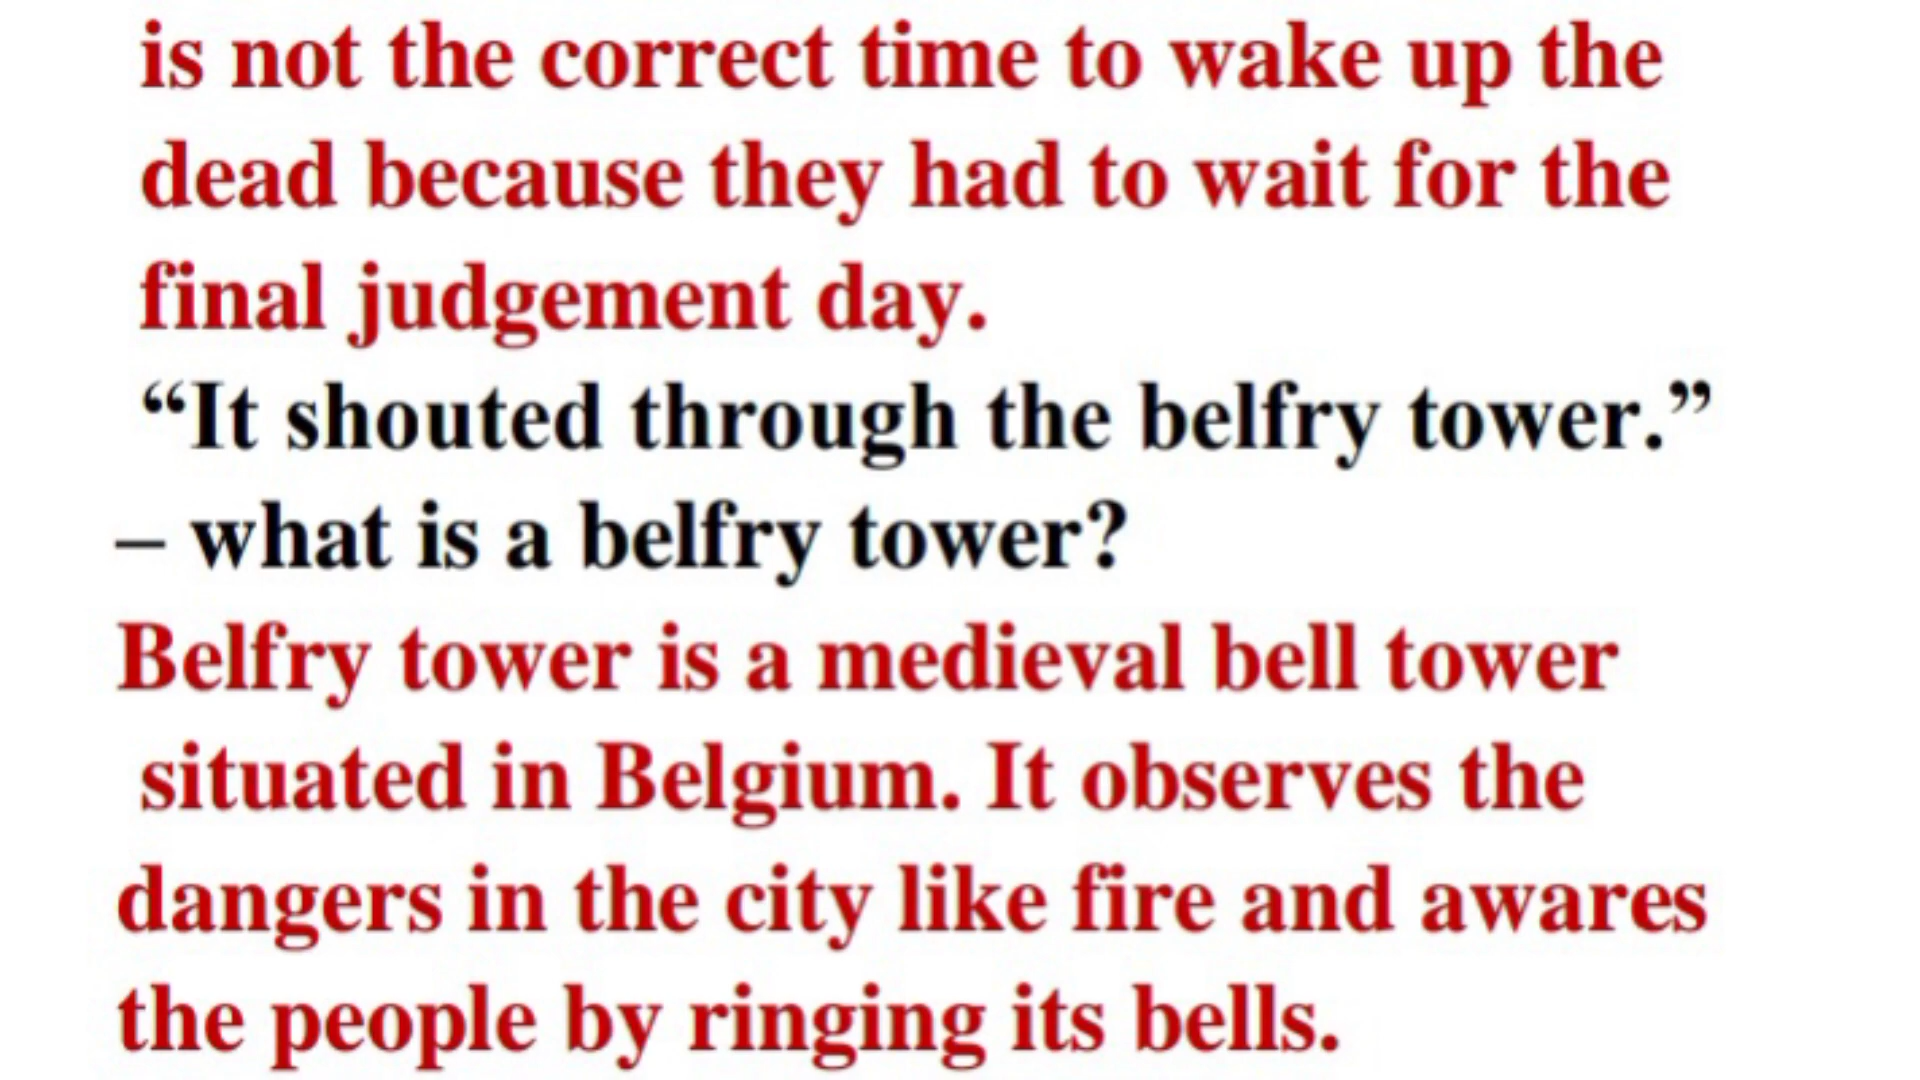 is not the correct time to wake up the
dead because they had to wait for the
final judgement day.
“It shouted through the belfry tower.”
– what is a belfry tower?
Belfry tower is a medieval bell tower
situated in Belgium. It observes the
dangers in the city like fire and awares
the people by ringing its bells.